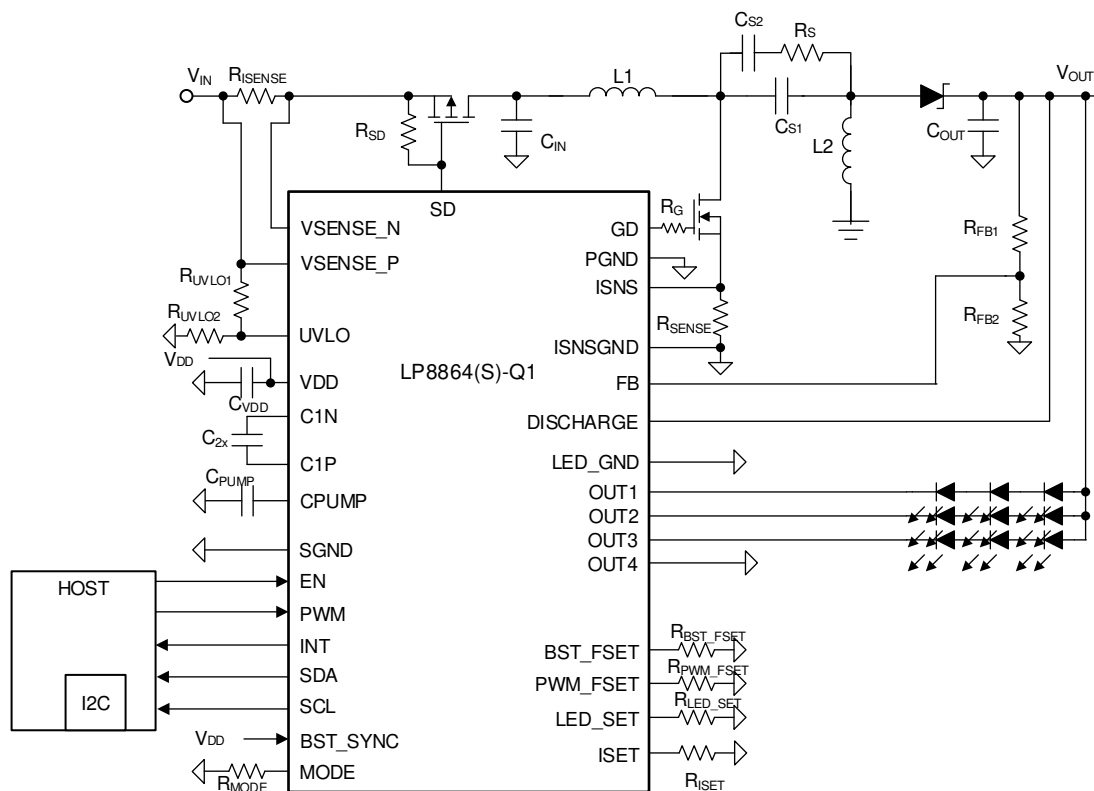 CS2
RS
VIN
RISENSE
L1
VOUT
RSD
CIN
CS1
L2
COUT
SD
RG
GD
VSENSE_N
PGND
RFB1
VSENSE_P
ISNS
RUVLO1
RSENSE
RUVLO2
RFB2
UVLO
ISNSGND
VDD
LP8864(S)-Q1
VDD
FB
CVDD
C1N
DISCHARGE
C2x
C1P
LED_GND
CPUMP
CPUMP
OUT1
OUT2
SGND
OUT3
OUT4
HOST
EN
PWM
INT
RBST_FSET
BST_FSET
SDA
RPWM_FSET
PWM_FSET
I2C
SCL
RLED_SET
LED_SET
VDD
BST_SYNC
ISET
MODE
RMODE
RISET